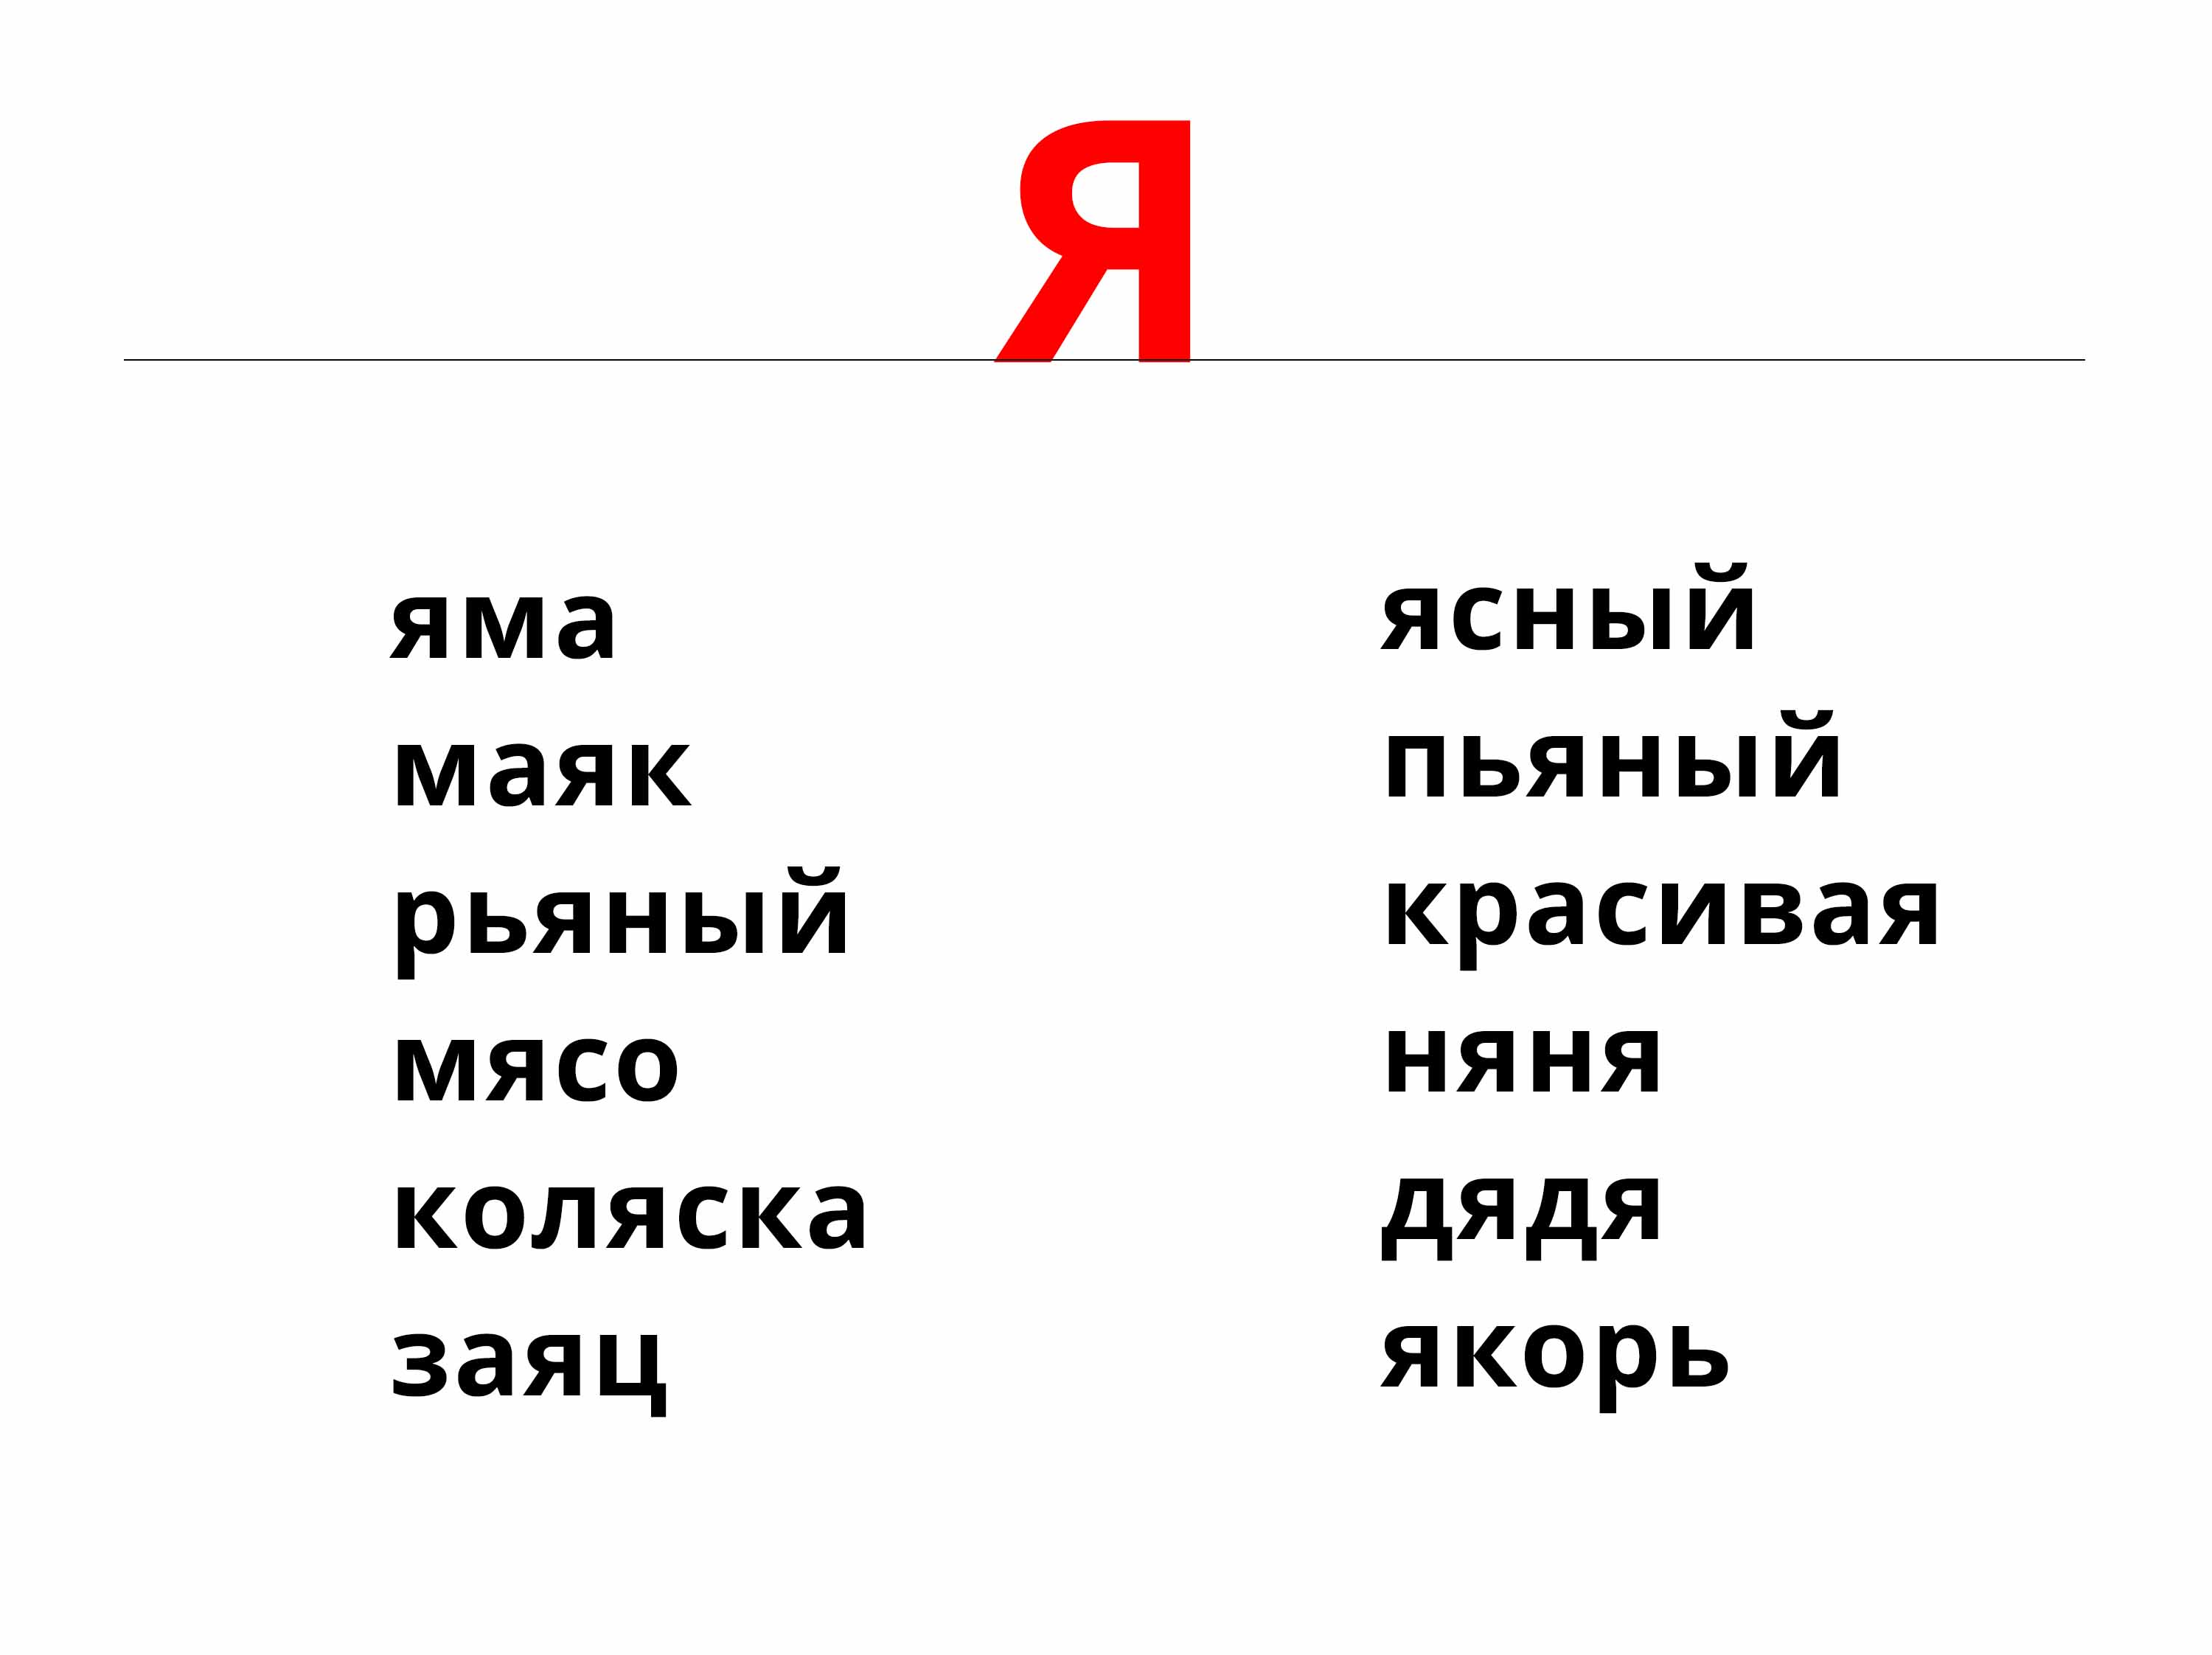 Я
яма
маяк
рьяный
мясо
коляска
заяц
ясный
пьяный
красивая
няня
дядя
якорь